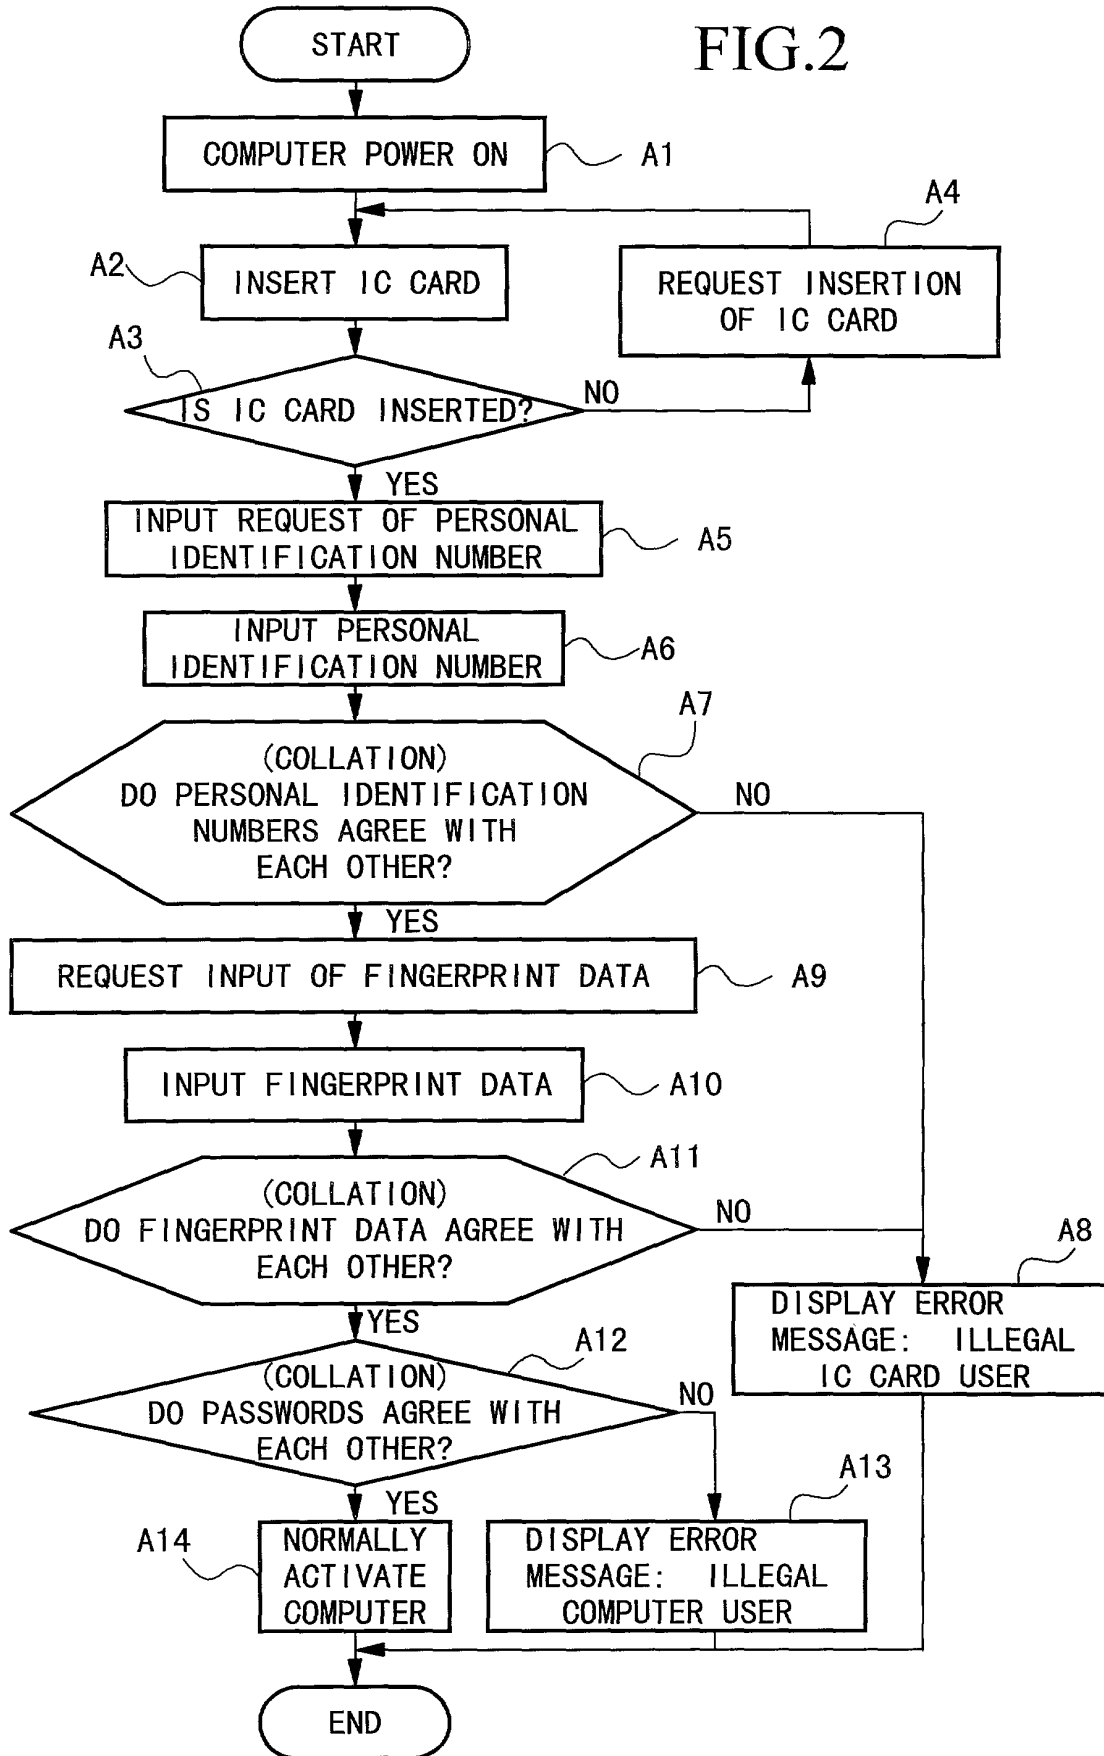 START
FIG.2
COMPUTER POWER ON
A1
A4
A2
INSERT IC CARD
REQUEST INSERTION
OF IC CARD
A3
IS IC CARD INSERTED?
NO
YES
INPUT REQUEST OF PERSONAL
IDENTIFICATION NUMBER
A5
INPUT PERSONAL
IDENTIFICATION NUMBER
A6
A7
(COLLATION)
DO PERSONAL IDENTIFICATION
NUMBERS AGREE WITH
EACH OTHER?
NO
YES
REQUEST INPUT OF FINGERPRINT DATA
A9
INPUT FINGERPRINT DATA
A10
A11
(COLLATION)
DO FINGERPRINT DATA AGREE WITH
EACH OTHER?
NO
A8
DISPLAY ERROR
MESSAGE: ILLEGAL
IC CARD USER
YES
A12
(COLLATION)
DO PASSWORDS AGREE WITH
EACH OTHER?
NO
A13
YES
A14
NORMALLY
ACTIVATE
COMPUTER
DISPLAY ERROR
MESSAGE: ILLEGAL
COMPUTER USER
END